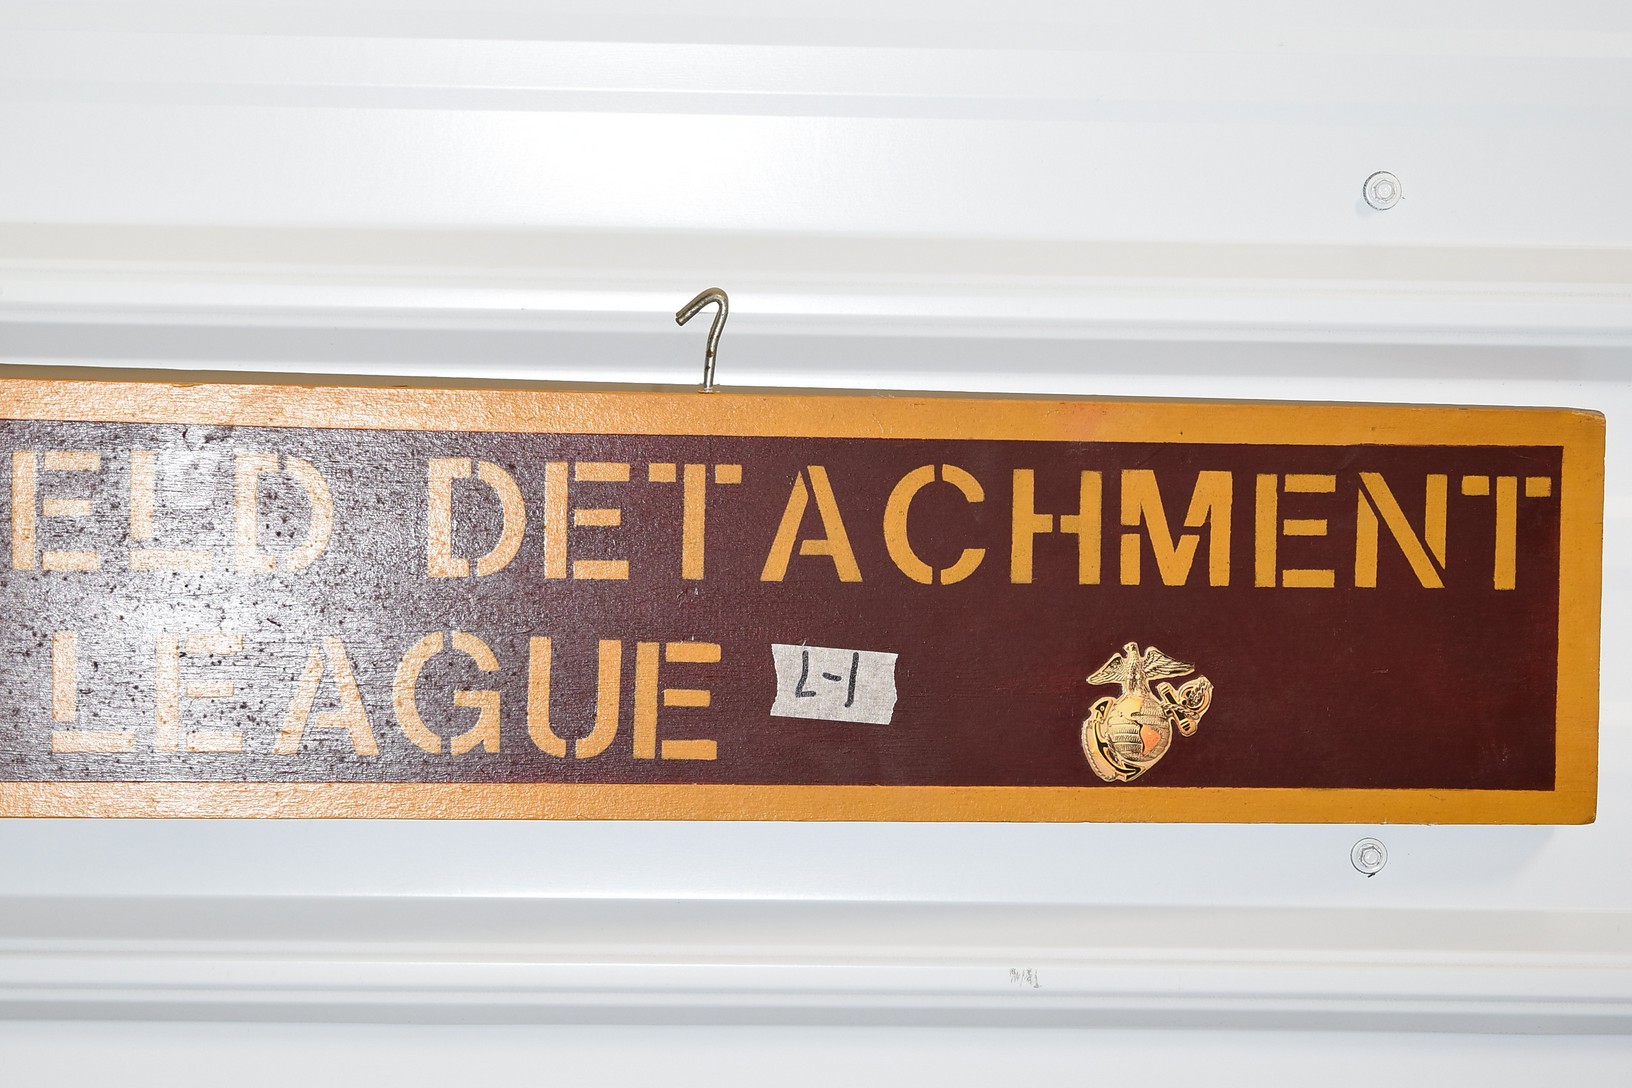 ELD DETACHMENT
LEAGUE L-1